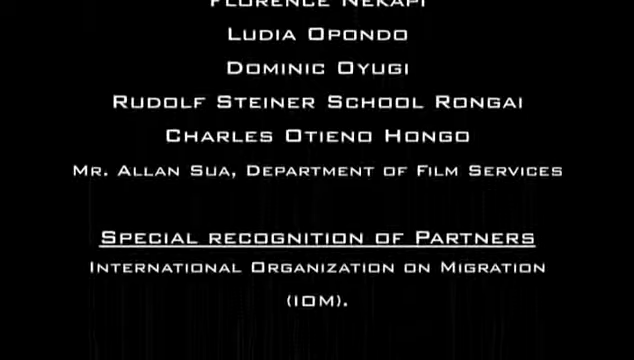 Florence Nekapi
Ludia Opondo
Dominic Oyugi
Rudolf Steiner School Rongai
Charles Otieno Hongo
Mr. Allan Sua, Department of Film Services
Special recognition of Partners
International Organization on Migration
(IOM).